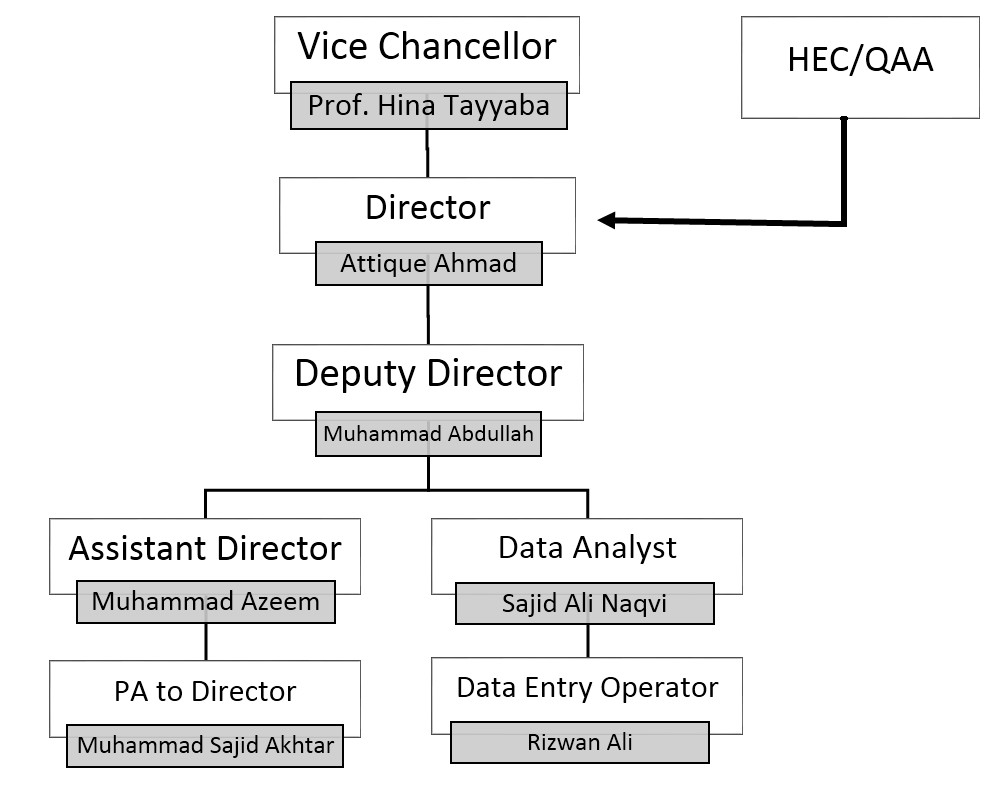 Vice Chancellor
Prof. Hina Tayyaba
HEC/QAA
Director
Attique Ahmad
Deputy Director
Muhammad Abdullah
Assistant Director
Muhammad Azeem
Data Analyst
Sajid Ali Naqvi
PA to Director
Muhammad Sajid Akhtar
Data Entry Operator
Rizwan Ali